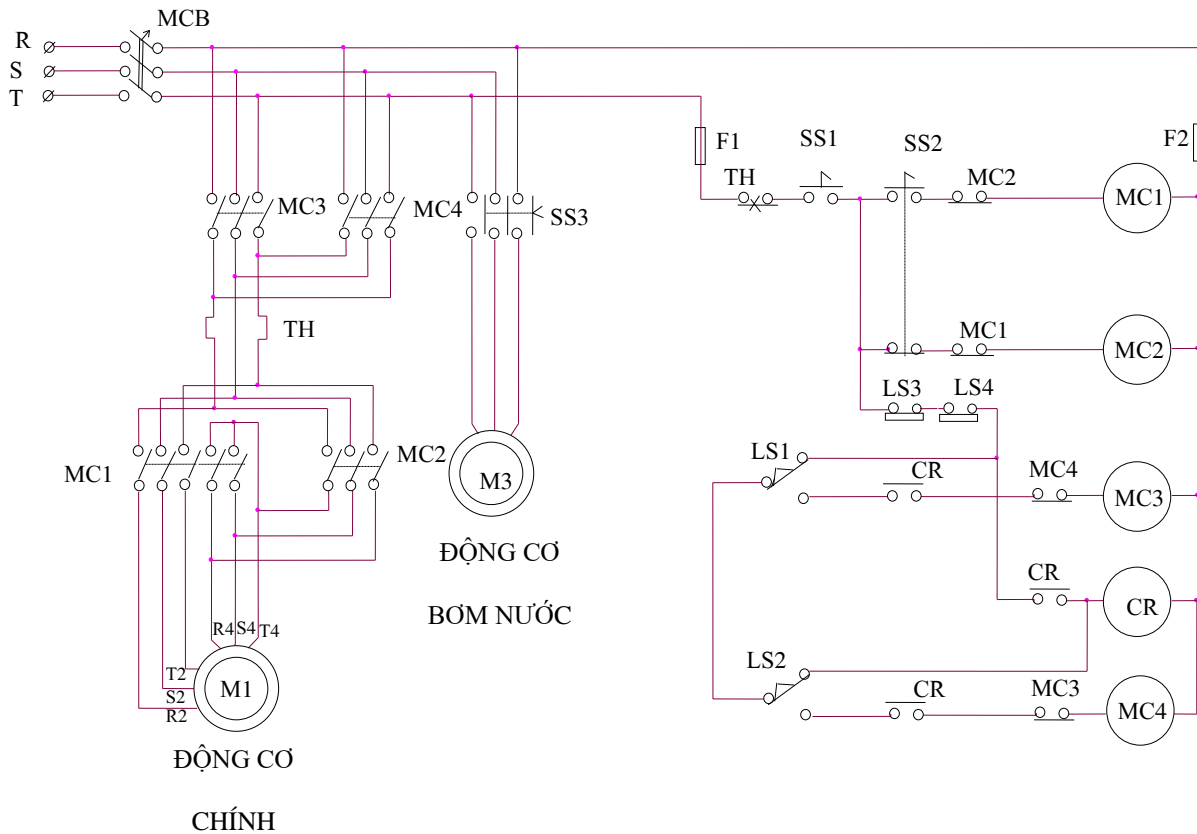 MCB
R
S
T
F1
SS1
SS2
F2
TH
MC2
MC1
MC3
MC4
SS3
TH
MC1
MC2
LS3
LS4
MC1
MC2
LS1
CR
MC4
MC3
M3
ĐỘNG CƠ
BƠM NƯỚC
CR
CR
R4
S4
T4
T2
S2
R2
M1
LS2
CR
MC3
MC4
ĐỘNG CƠ
CHÍNH